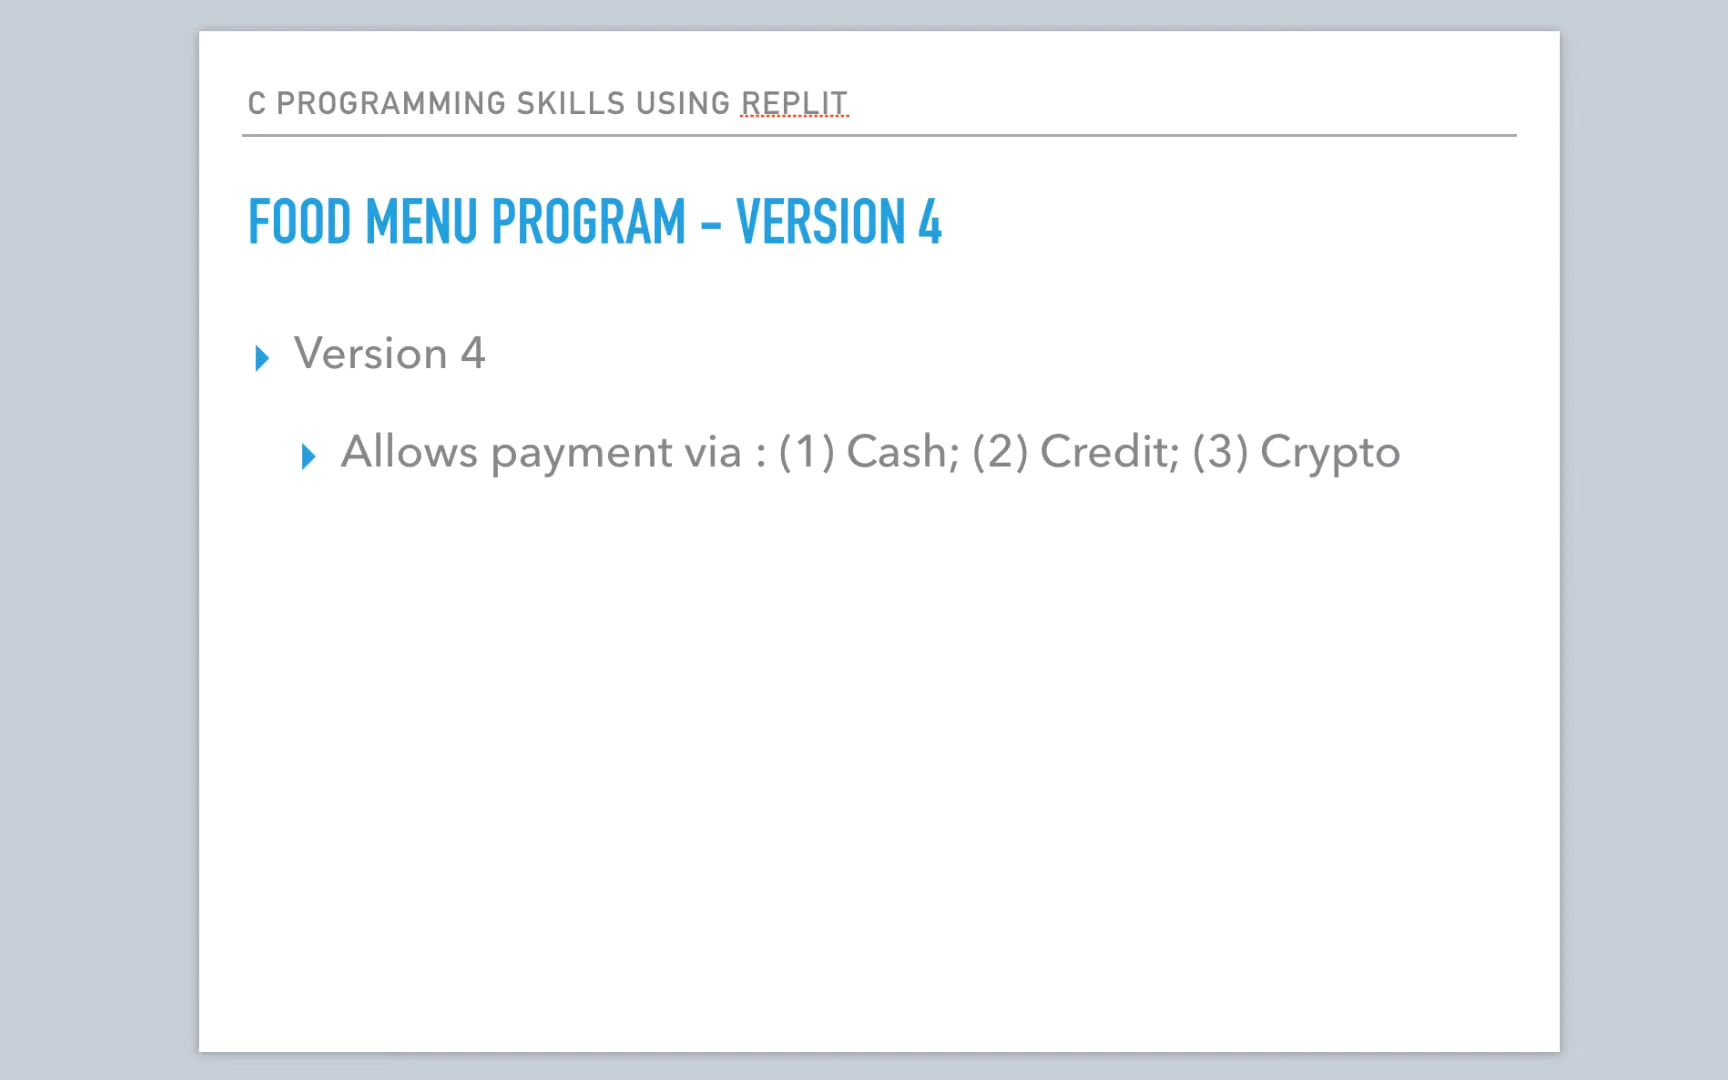 C PROGRAMMING SKILLS USING REPLIT
FOOD MENU PROGRAM – VERSION 4
Version 4
Allows payment via : (1) Cash; (2) Credit; (3) Crypto